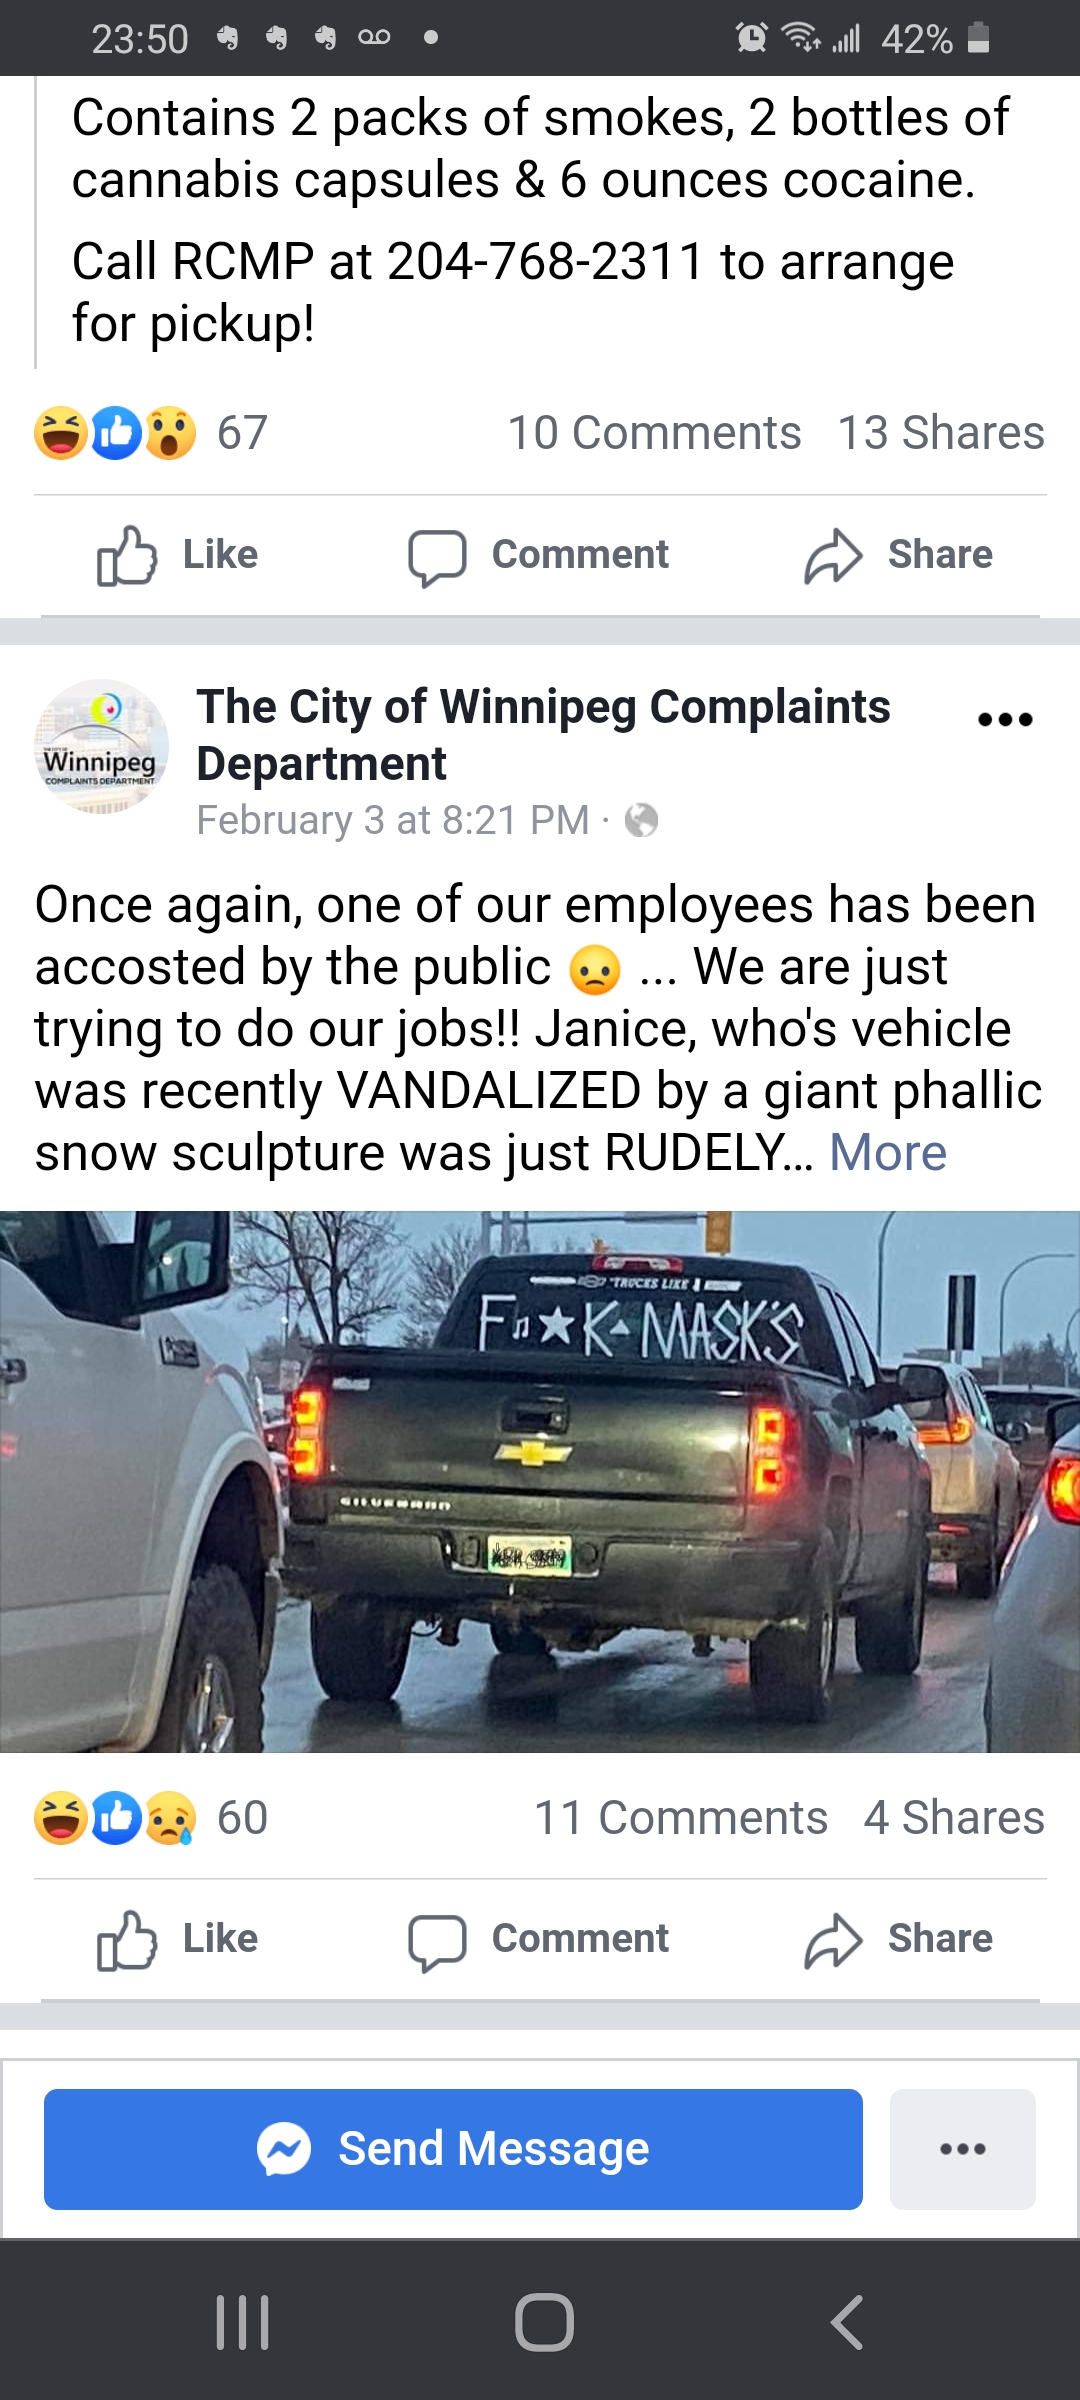 23:50
42%
Contains 2 packs of smokes, 2 bottles of
cannabis capsules & 6 ounces cocaine.
Call RCMP at 204-768-2311 to arrange
for pickup!
67
10 Comments 13 Shares
Like
Comment
Share
THE CITY OF
Winnipeg
COMPLAINTS DEPARTMENT
The City of Winnipeg Complaints
Department
February 3 at 8:21 PM ·
Once again, one of our employees has been
accosted by the public 😞 ... We are just
trying to do our jobs!! Janice, who's vehicle
was recently VANDALIZED by a giant phallic
snow sculpture was just RUDELY... More
TRUCKS LIKE
F★K MASK'S
SILVERADO
60
11 Comments 4 Shares
Like
Comment
Share
Send Message